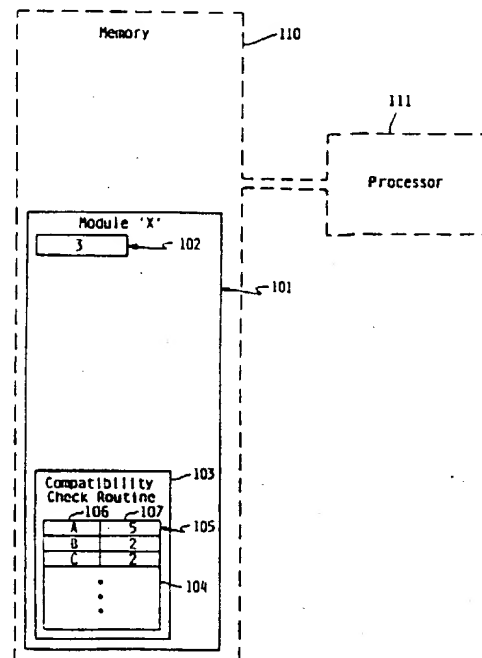 Memory
110
111
Processor
Module 'X'
3
102
101
103
Compatibility
Check Routine
106 107
A 5 105
B 2
C 2
104